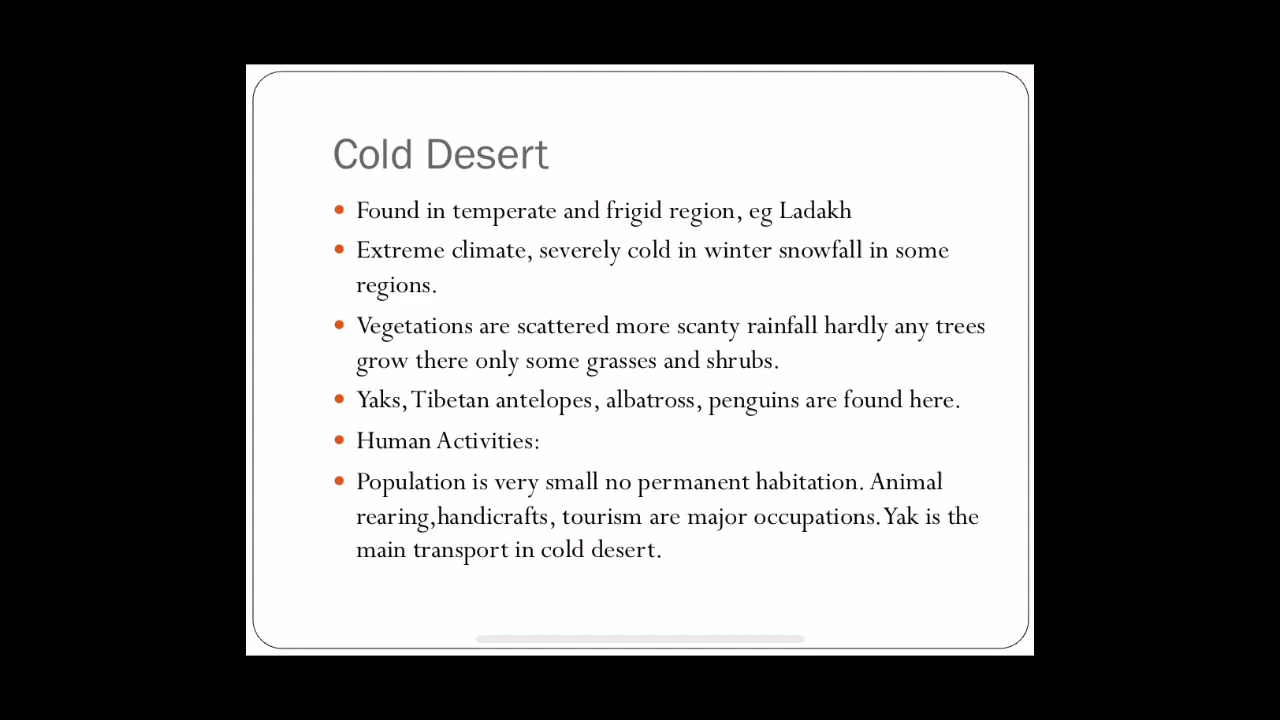 Cold Desert
Found in temperate and frigid region, eg Ladakh
Extreme climate, severely cold in winter snowfall in some
regions.
Vegetations are scattered more scanty rainfall hardly any trees
grow there only some grasses and shrubs.
Yaks, Tibetan antelopes, albatross, penguins are found here.
Human Activities:
Population is very small no permanent habitation. Animal
rearing,handicrafts, tourism are major occupations. Yak is the
main transport in cold desert.